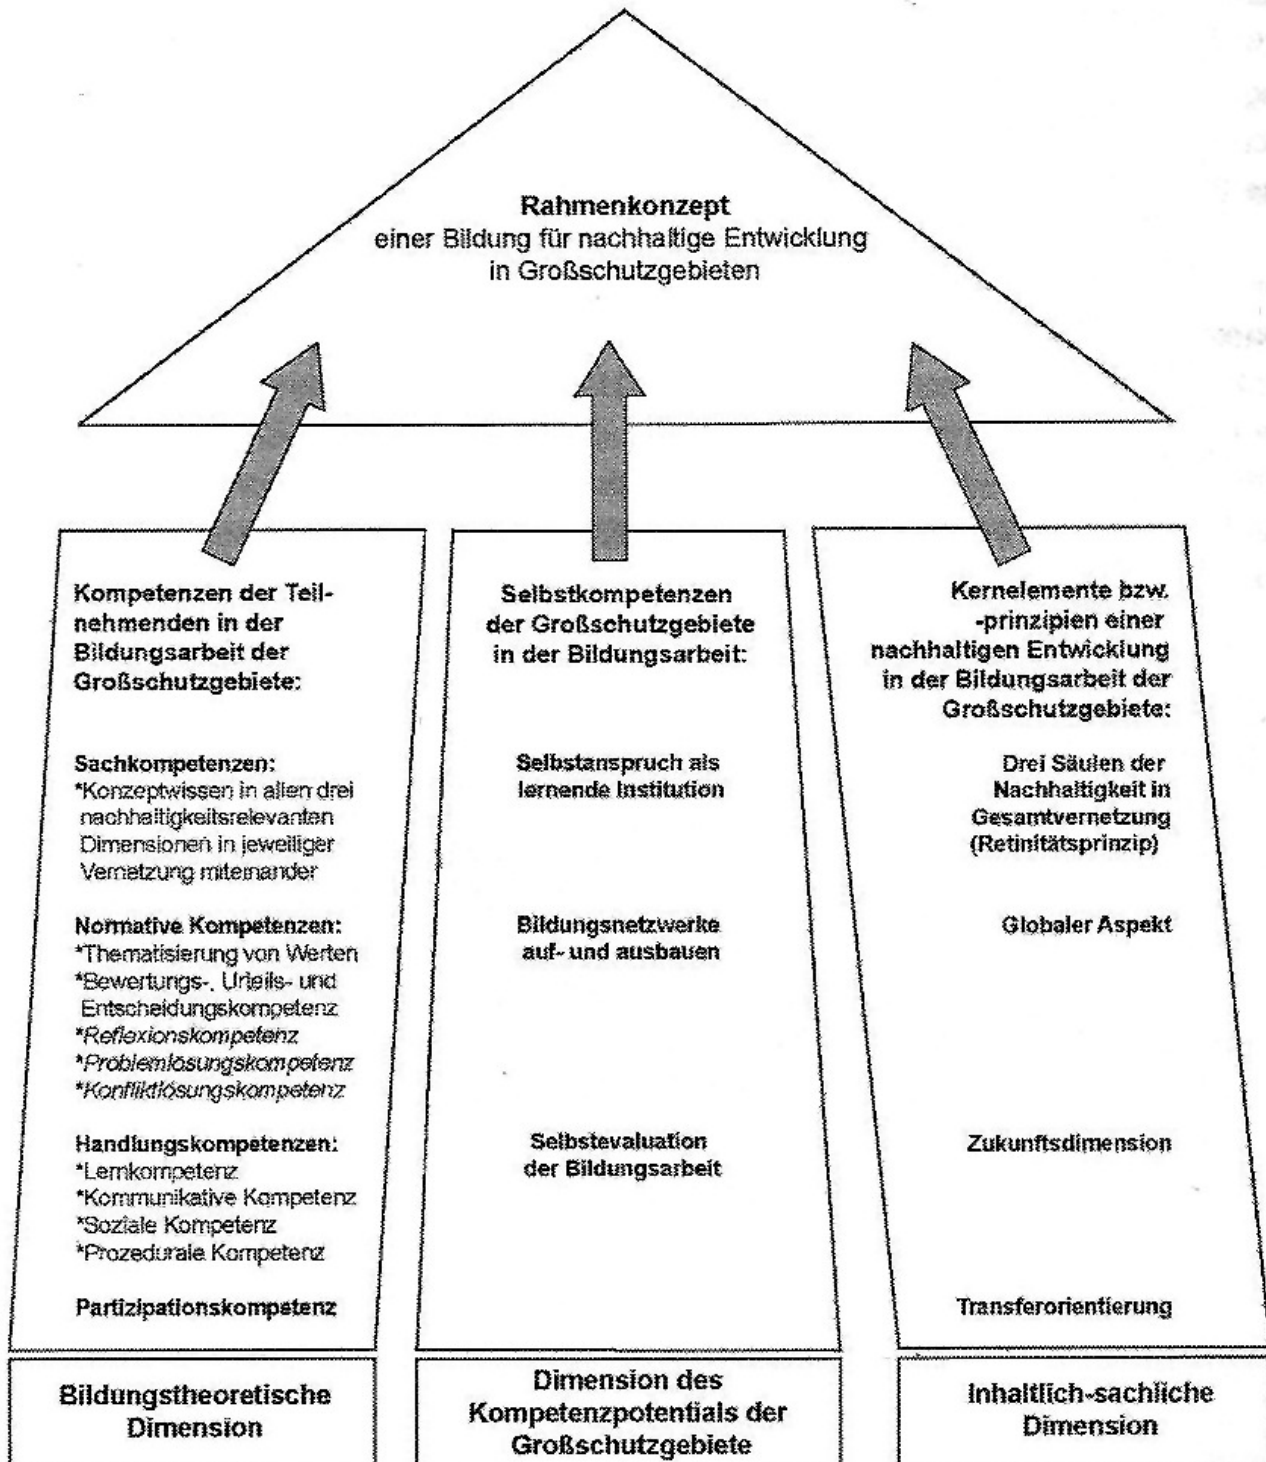 Rahmenkonzept
einer Bildung für nachhaltige Entwicklung
in Großschutzgebieten
Kompetenzen der Teil-
nehmenden in der
Bildungsarbeit der
Großschutzgebiete:
Sachkompetenzen:
*Konzeptwissen in allen drei
nachhaltigkeitsrelevanten
Dimensionen in jeweiliger
Vernetzung miteinander
Normative Kompetenzen:
*Thematisierung von Werten
*Bewertungs-, Urteils- und
Entscheidungskompetenz
*Reflexionskompetenz
*Problemlösungskompetenz
*Konfliktlösungskompetenz
Handlungskompetenzen:
*Lernkompetenz
*Kommunikative Kompetenz
*Soziale Kompetenz
*Prozedurale Kompetenz
Partizipationskompetenz
Bildungstheoretische
Dimension
Selbstkompetenzen
der Großschutzgebiete
in der Bildungsarbeit:
Selbstanspruch als
lernende Institution
Bildungsnetzwerke
auf- und ausbauen
Selbstevaluation
der Bildungsarbeit
Dimension des
Kompetenzpotentials der
Großschutzgebiete
Kernelemente bzw.
-prinzipien einer
nachhaltigen Entwicklung
in der Bildungsarbeit der
Großschutzgebiete:
Drei Säulen der
Nachhaltigkeit in
Gesamtvernetzung
(Retinitätsprinzip)
Globaler Aspekt
Zukunftsdimension
Transferorientierung
Inhaltlich-sachliche
Dimension